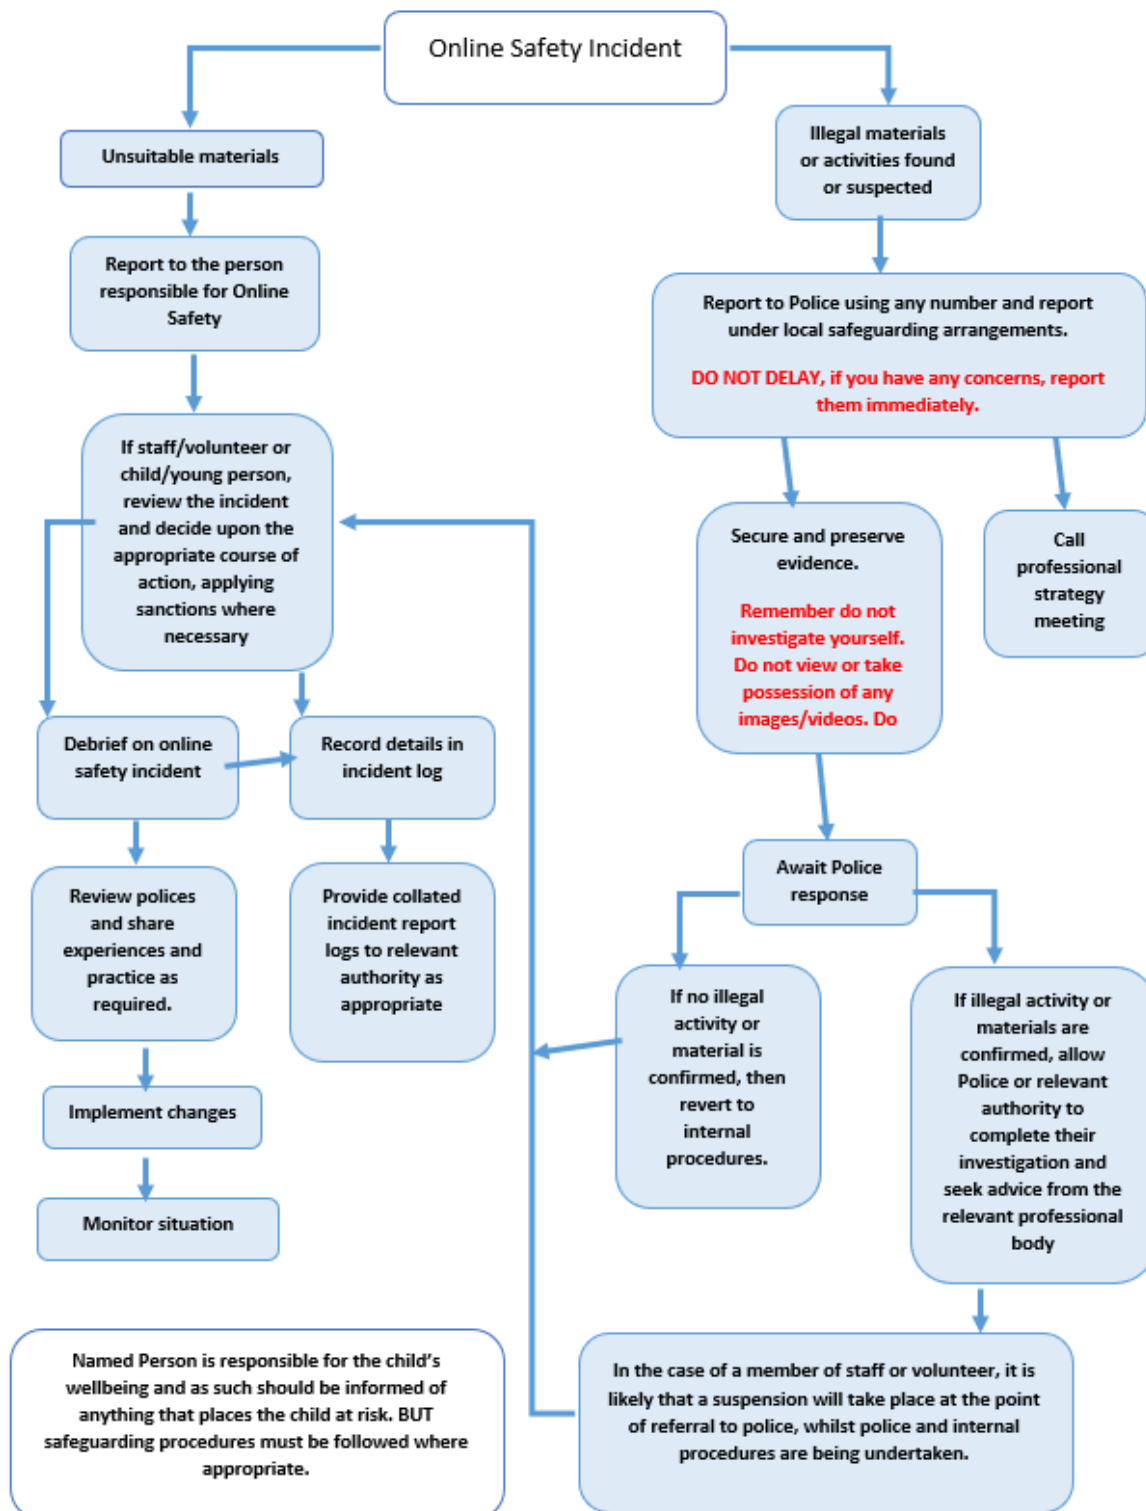 Online Safety Incident
Unsuitable materials
Illegal materials
or activities found
or suspected
Report to the person
responsible for Online
Safety
Report to Police using any number and report
under local safeguarding arrangements.
DO NOT DELAY, if you have any concerns, report
them immediately.
If staff/volunteer or
child/young person,
review the incident
and decide upon the
appropriate course of
action, applying
sanctions where
necessary
Secure and preserve
evidence.
Remember do not
investigate yourself.
Do not view or take
possession of any
images/videos. Do
Call
professional
strategy
meeting
Debrief on online
safety incident
Record details in
incident log
Review polices
and share
experiences and
practice as
required.
Provide collated
incident report
logs to relevant
authority as
appropriate
Await Police
response
If no illegal
activity or
material is
confirmed, then
revert to
internal
procedures.
If illegal activity or
materials are
confirmed, allow
Police or relevant
authority to
complete their
investigation and
seek advice from the
relevant professional
body
Implement changes
Monitor situation
Named Person is responsible for the child's
wellbeing and as such should be informed of
anything that places the child at risk. BUT
safeguarding procedures must be followed where
appropriate.
In the case of a member of staff or volunteer, it is
likely that a suspension will take place at the point
of referral to police, whilst police and internal
procedures are being undertaken.